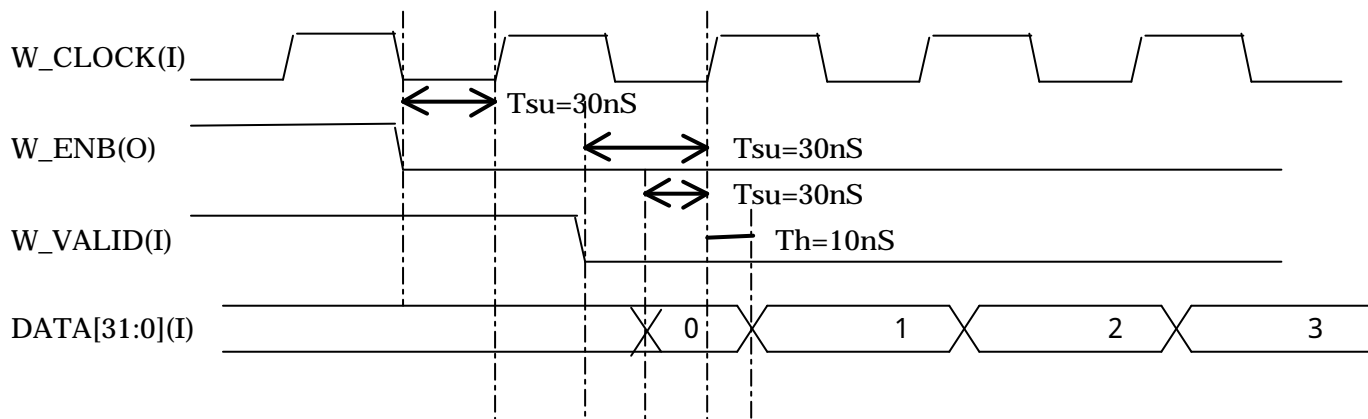 W_CLOCK(I)
Tsu=30nS
W_ENB(O)
Tsu=30nS
Tsu=30nS
W_VALID(I)
Th=10nS
DATA[31:0](I)
0
1
2
3